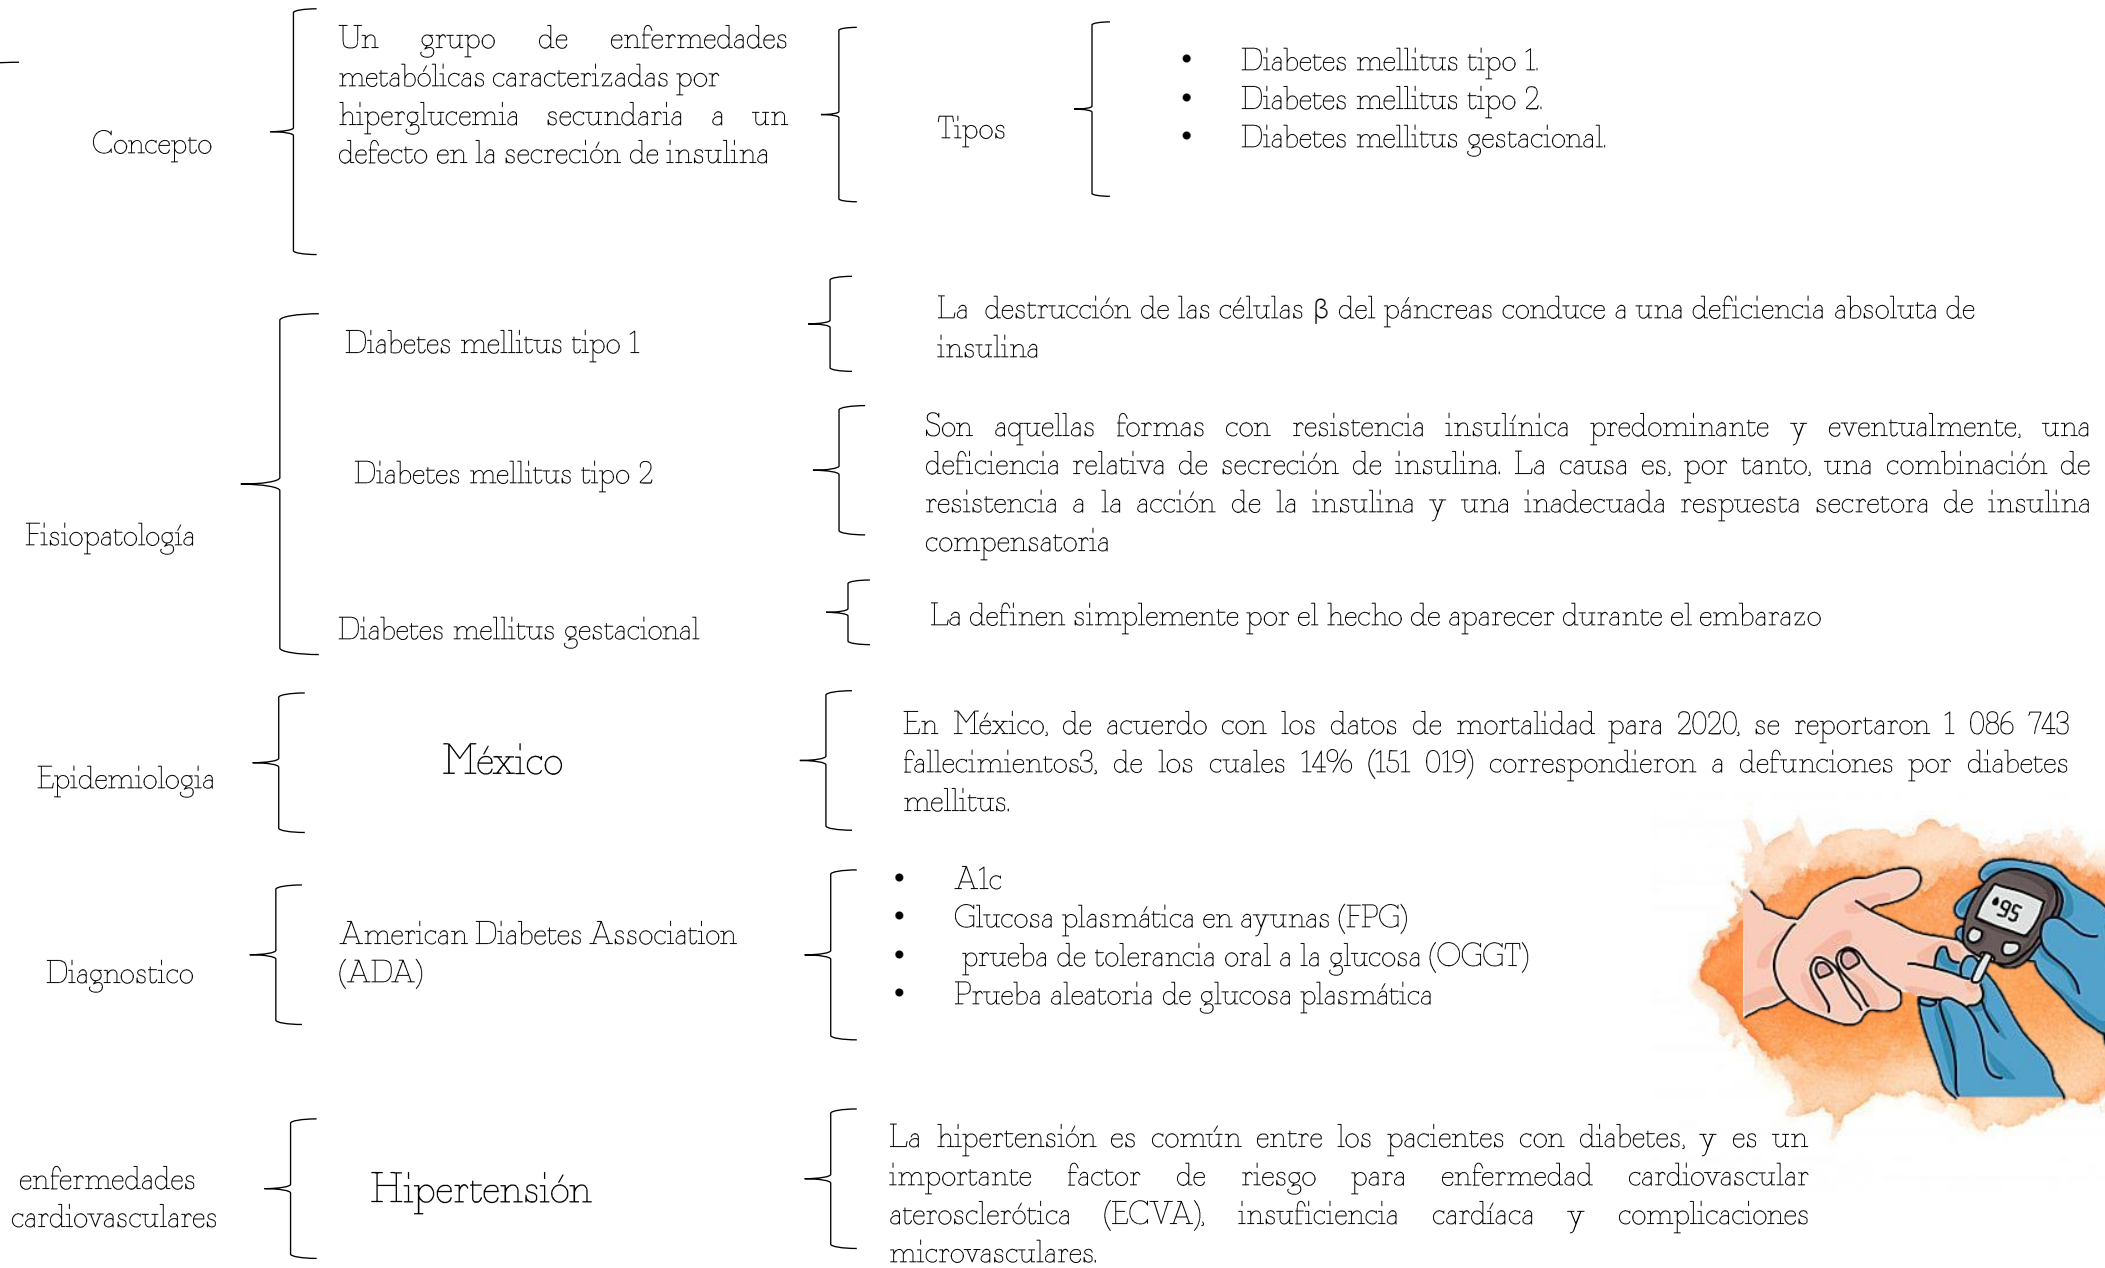 Concepto
Un grupo de enfermedades
metabólicas caracterizadas por
hiperglucemia secundaria a un
defecto en la secreción de insulina
Tipos
• Diabetes mellitus tipo 1.
• Diabetes mellitus tipo 2.
• Diabetes mellitus gestacional.
Fisiopatología
Diabetes mellitus tipo 1
La destrucción de las células β del páncreas conduce a una deficiencia absoluta de
insulina
Diabetes mellitus tipo 2
Son aquellas formas con resistencia insulínica predominante y eventualmente, una
deficiencia relativa de secreción de insulina. La causa es, por tanto, una combinación de
resistencia a la acción de la insulina y una inadecuada respuesta secretora de insulina
compensatoria
Diabetes mellitus gestacional
La definen simplemente por el hecho de aparecer durante el embarazo
Epidemiologia
México
En México, de acuerdo con los datos de mortalidad para 2020, se reportaron 1 086 743
fallecimientos3, de los cuales 14% (151 019) correspondieron a defunciones por diabetes
mellitus.
Diagnostico
American Diabetes Association
(ADA)
• A1c
• Glucosa plasmática en ayunas (FPG)
• prueba de tolerancia oral a la glucosa (OGGT)
• Prueba aleatoria de glucosa plasmática
95
enfermedades
cardiovasculares
Hipertensión
La hipertensión es común entre los pacientes con diabetes, y es un
importante factor de riesgo para enfermedad cardiovascular
aterosclerótica (ECVA), insuficiencia cardíaca y complicaciones
microvasculares.